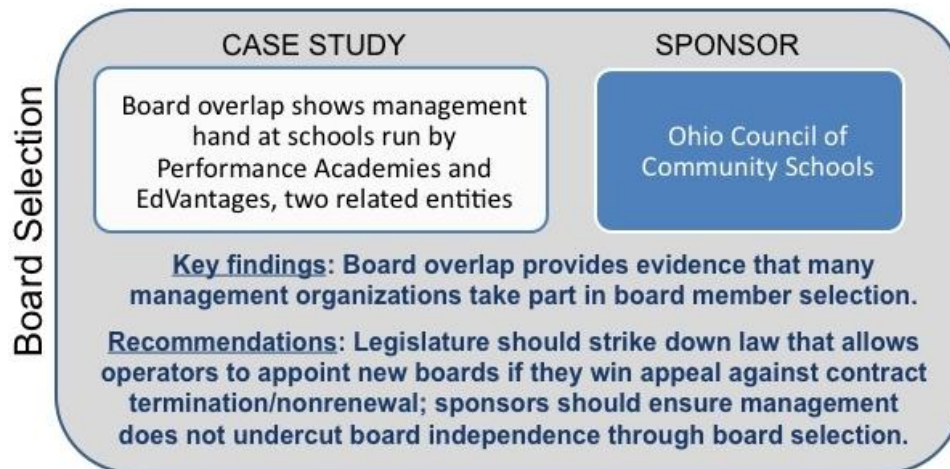 Board Selection
CASE STUDY
Board overlap shows management
hand at schools run by
Performance Academies and
EdVantages, two related entities
SPONSOR
Ohio Council of
Community Schools
Key findings: Board overlap provides evidence that many
management organizations take part in board member selection.
Recommendations: Legislature should strike down law that allows
operators to appoint new boards if they win appeal against contract
termination/nonrenewal; sponsors should ensure management
does not undercut board independence through board selection.